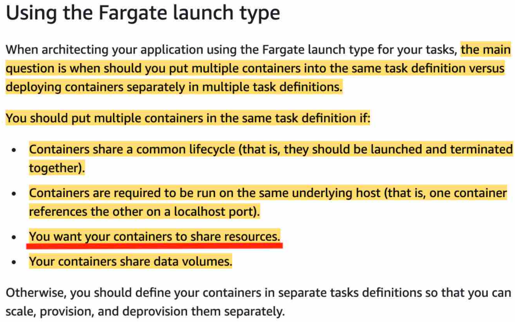 Using the Fargate launch type
When architecting your application using the Fargate launch type for your tasks, the main
question is when should you put multiple containers into the same task definition versus
deploying containers separately in multiple task definitions.
You should put multiple containers in the same task definition if:
• Containers share a common lifecycle (that is, they should be launched and terminated
together).
• Containers are required to be run on the same underlying host (that is, one container
references the other on a localhost port).
• You want your containers to share resources.
• Your containers share data volumes.
Otherwise, you should define your containers in separate tasks definitions so that you can
scale, provision, and deprovision them separately.